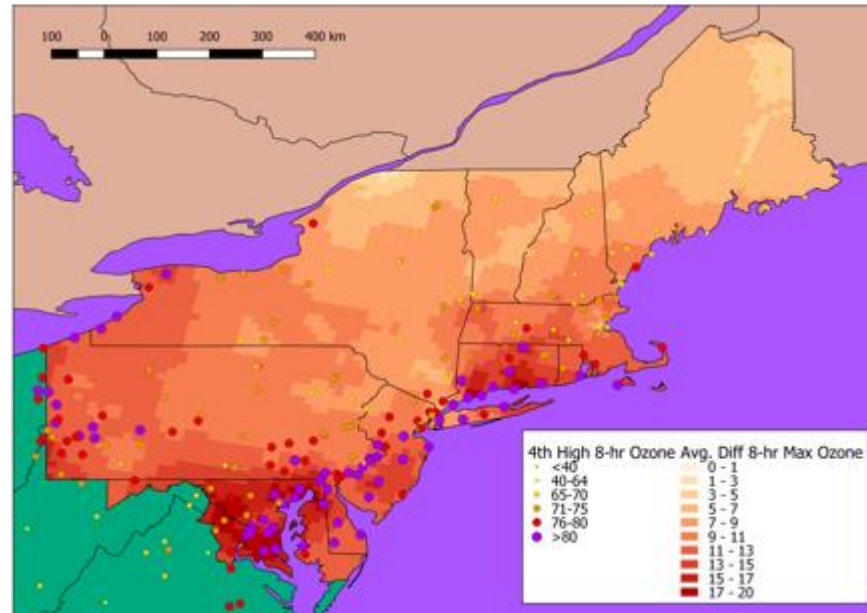 100 0 100 200 300 400 km
4th High 8-hr Ozone Avg. Diff 8-hr Max Ozone
<40 0 - 1
40-64 1 - 3
65-70 3 - 5
71-75 5 - 7
76-80 7 - 9
>80 9 - 11
11 - 13
13 - 15
15 - 17
17 - 20